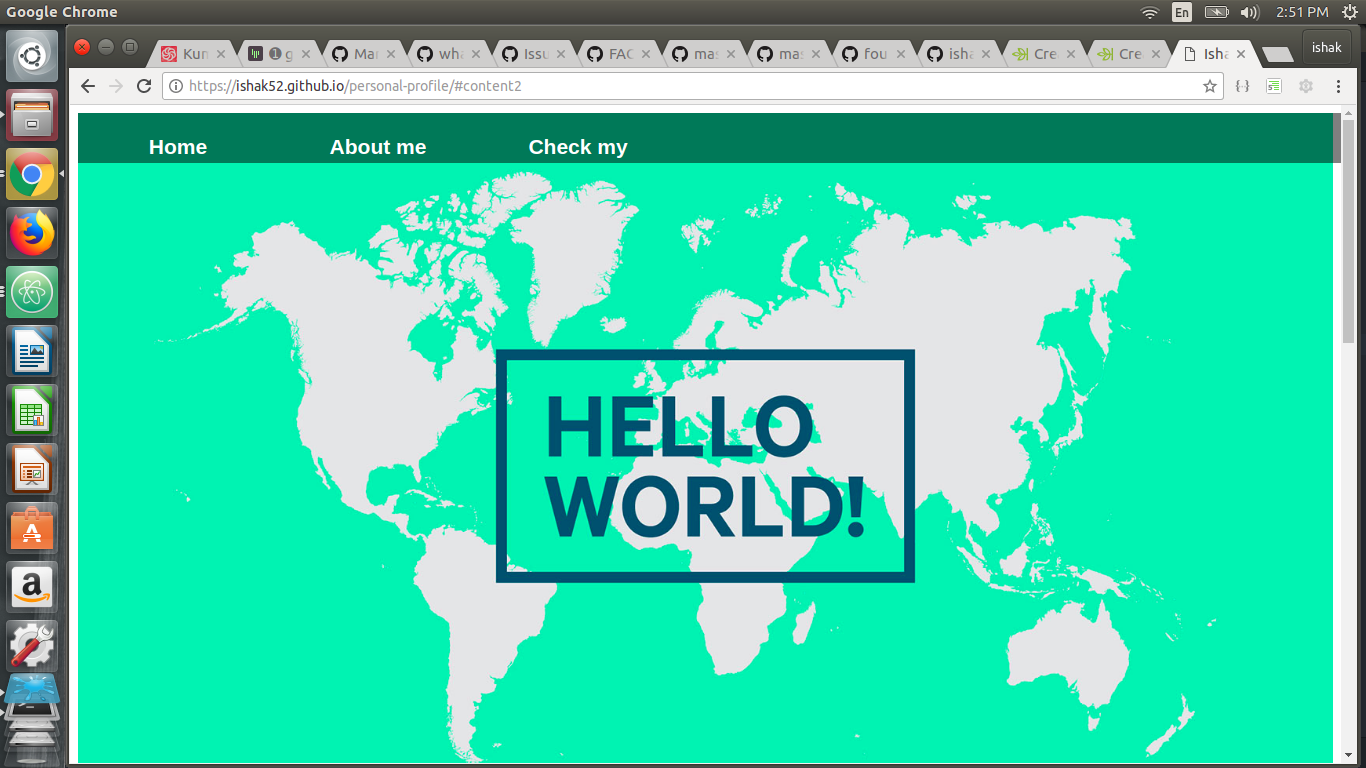 Google Chrome
En
2:51 PM
Kun
1 g
Mar
wha
Issu
FAC
mas
mas
fou
isha
Cre
Cre
Isha
ishak
https://ishak52.github.io/personal-profile/#content2
Home
About me
Check my
HELLO
WORLD!
a
A